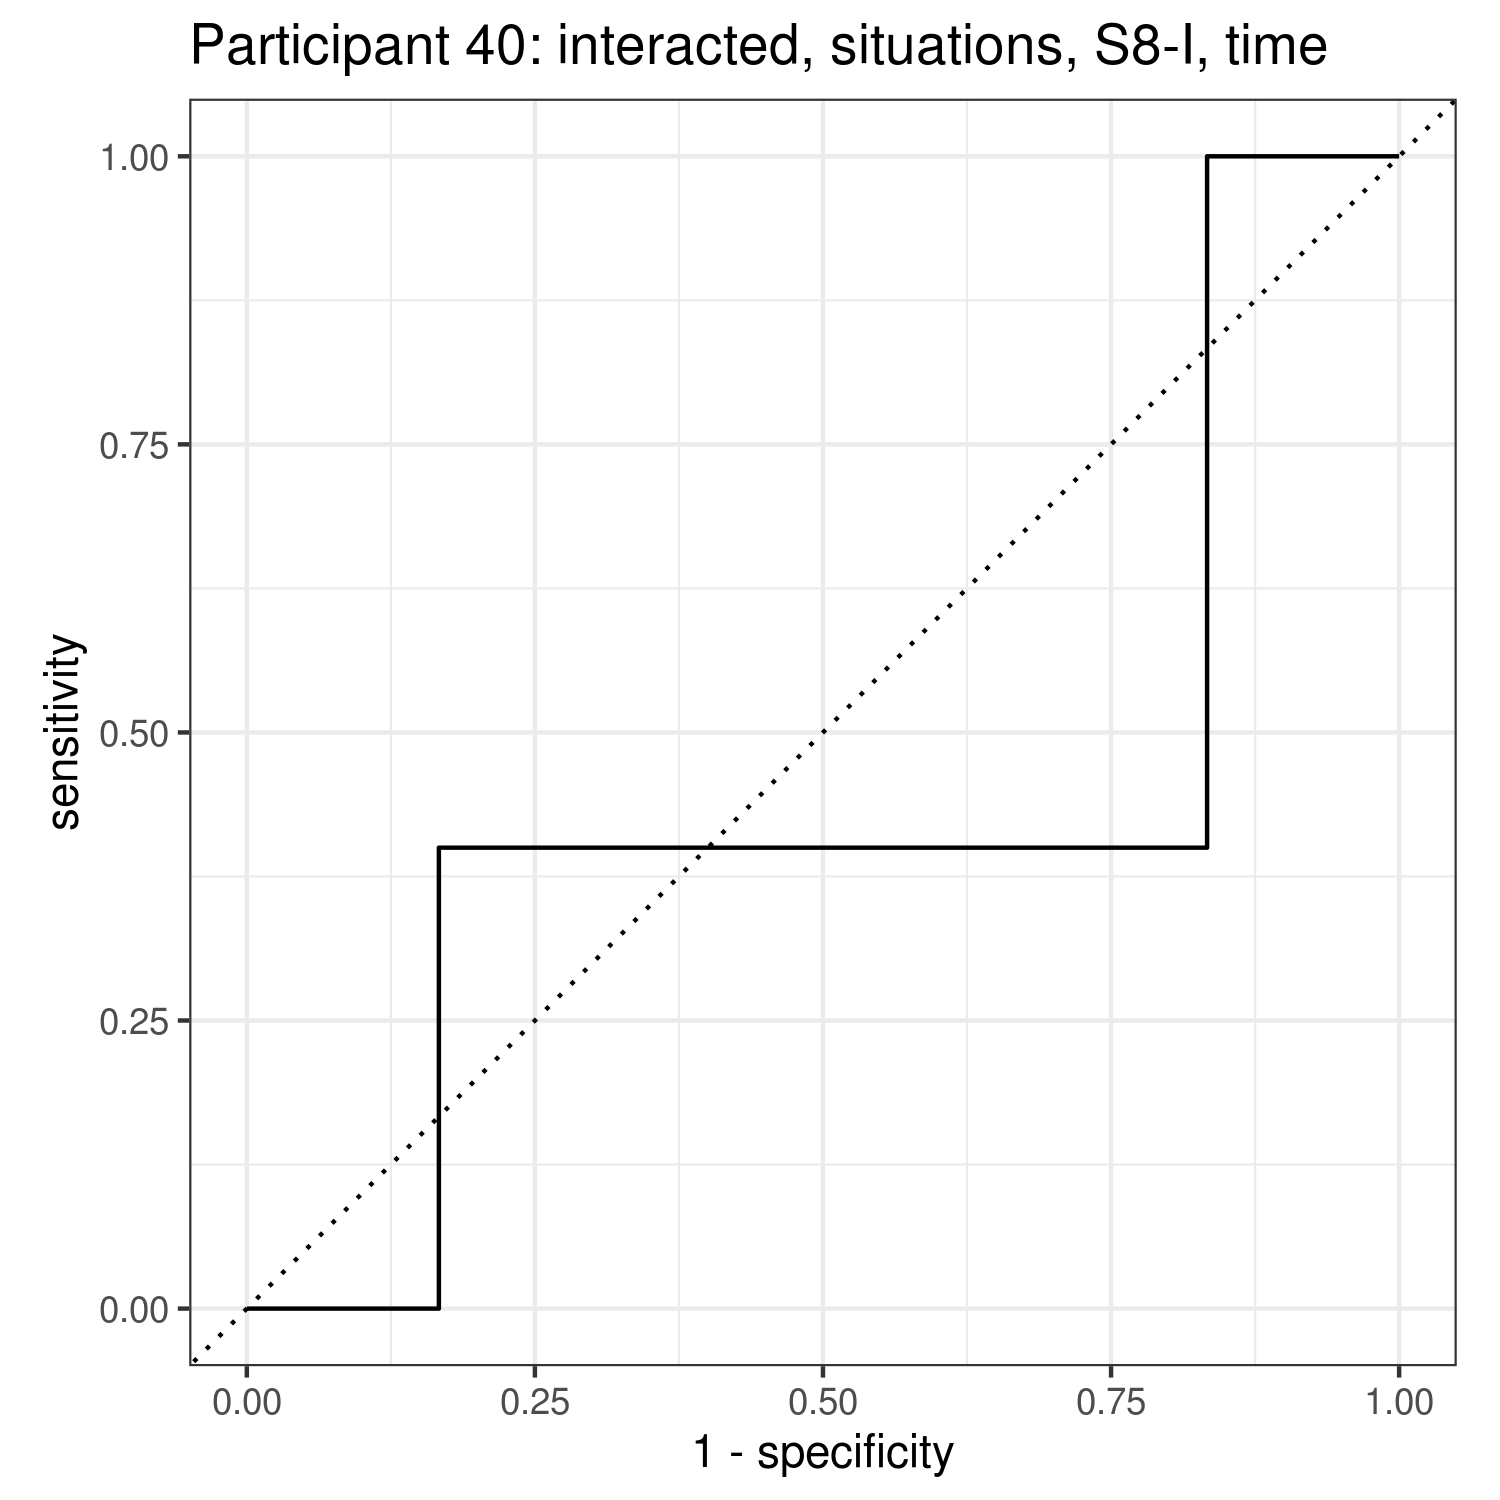 Participant 40: interacted, situations, S8-I, time
1.00
0.75
0.50
0.25
0.00
sensitivity
0.00 0.25 0.50 0.75 1.00
1 - specificity